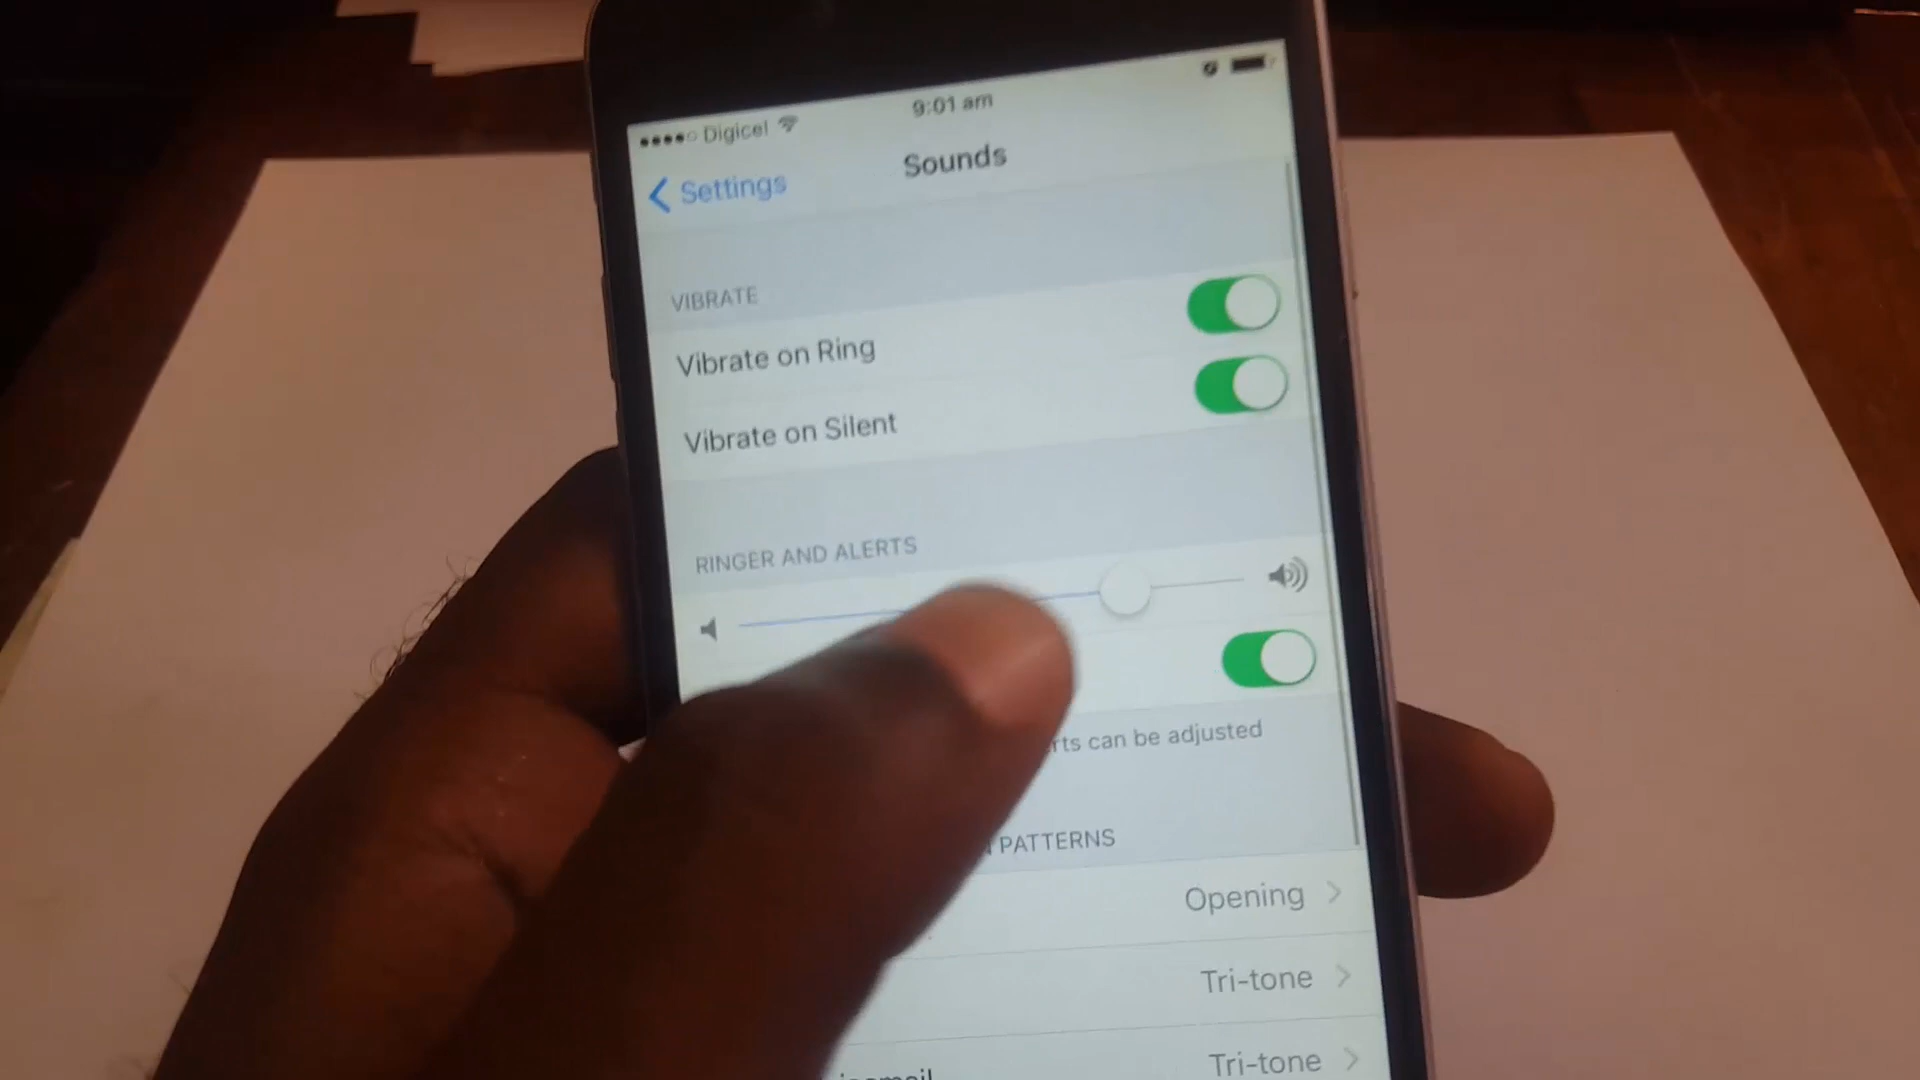 Digicel 9:01 am
Settings Sounds
VIBRATE
Vibrate on Ring
Vibrate on Silent
RINGER AND ALERTS
can be adjusted
PATTERNS
Opening
Tri-tone
Tri-tone